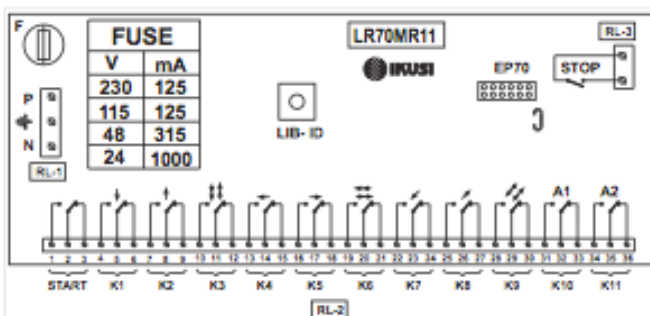 F
FUSE
V mA
230 125
115 125
48 315
24 1000
P
N
RL-1
LR70MR11
IKUSI
LIB- ID
EP70
STOP
RL-3
A1 A2
1 2 3 4 5 6 7 8 9 10 11 12 13 14 15 16 17 18 19 20 21 22 23 24 25 26 27 28 29 30 31 32 33 34 35 36
START K1 K2 K3 K4 K5 K6 K7 K8 K9 K10 K11
RL-2